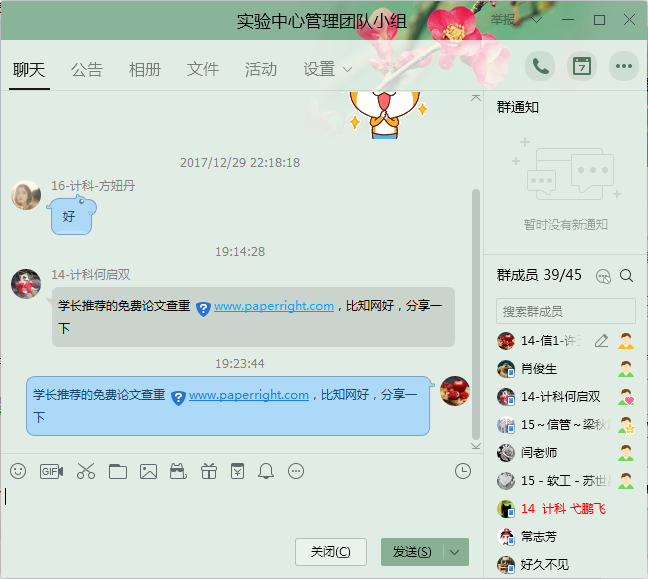 实验中心管理团队小组
举报
聊天 公告 相册 文件 活动 设置
7
2017/12/29 22:18:18
16-计科-方妞丹
好
19:14:28
14-计科何启双
学长推荐的免费论文查重 www.paperright.com，比知网好，分享一
下
19:23:44
学长推荐的免费论文查重 www.paperright.com，比知网好，分享一
下
GIF
关闭(C) 发送(S)
群通知
暂时没有新通知
群成员 39/45
搜索群成员
14-信1-许
肖俊生
14-计科何启双
15～信管～梁秋
闫老师
15 - 软工 - 苏世
14 计科 弋鹏飞
常志芳
好久不见